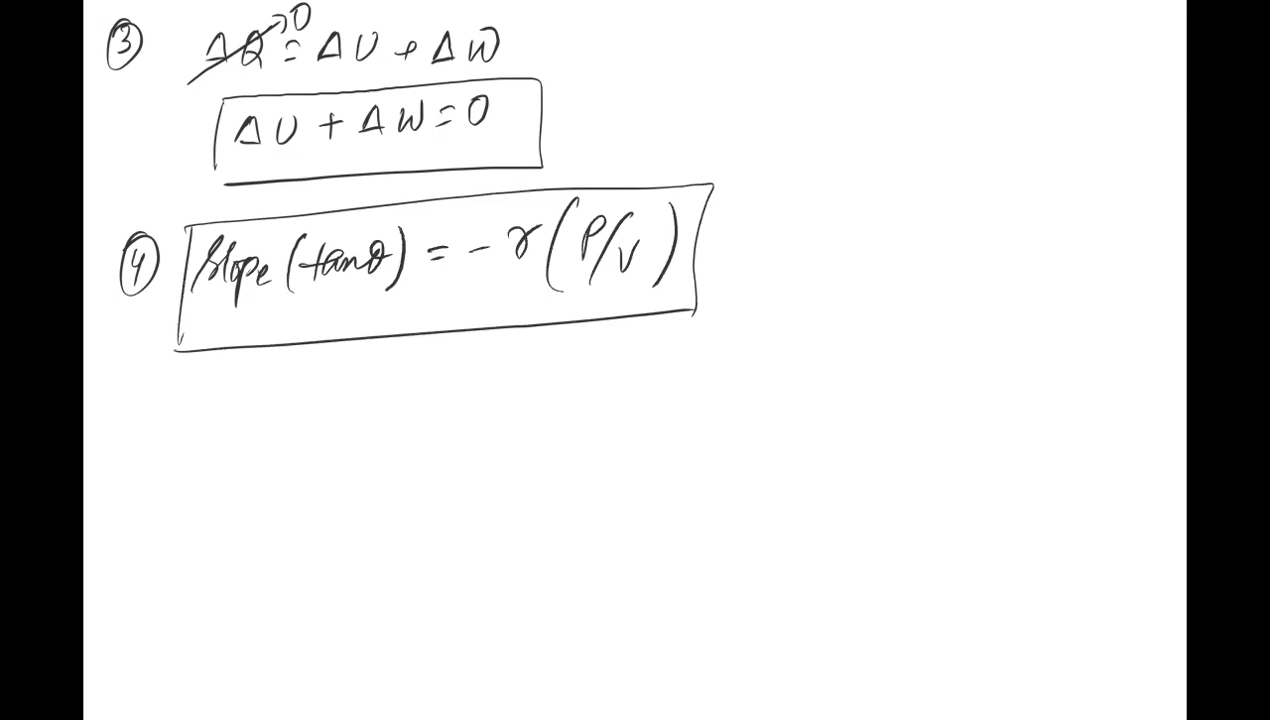 ③ ΔQ→0 = ΔU + ΔW
ΔU + ΔW = 0
④ Slope (tanθ) = -γ (P/V)